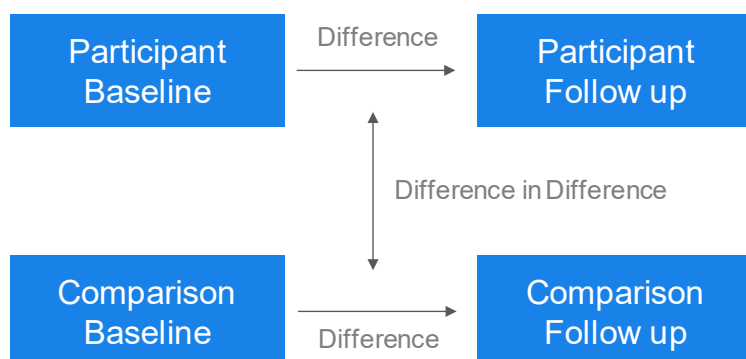 Participant
Baseline
Difference
Participant
Follow up
Difference in Difference
Comparison
Baseline
Difference
Comparison
Follow up